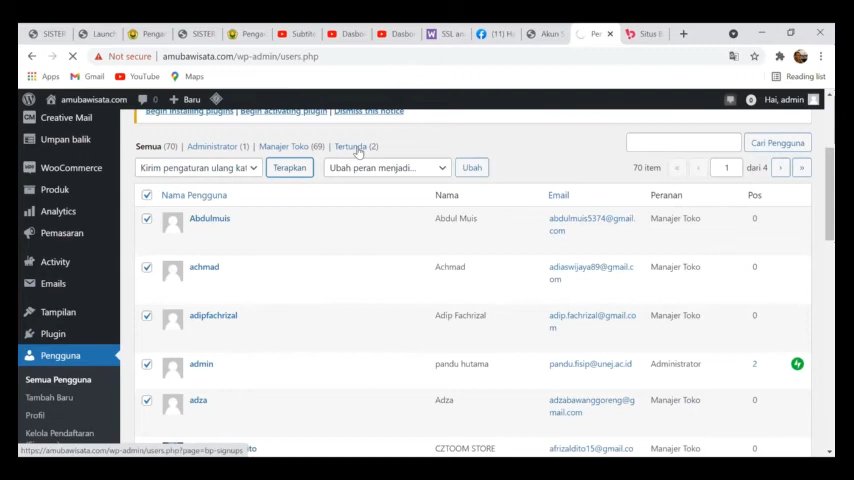 SISTER
Launch
Pengan
SISTER
Pengan
Subtitle
Dasbo
Dasbo
SSL an
(11) Ha
Akun S
Per
Situs B
Not secure | amubawisata.com/wp-admin/users.php
Apps
Gmail
YouTube
Maps
Reading list
amubawisata.com
0
+ Baru
0
Hai, admin
Creative Mail
Umpan balik
WooCommerce
Produk
Analytics
Pemasaran
Activity
Emails
Tampilan
Plugin
Pengguna
Semua Pengguna
Tambah Baru
Profil
Kelola Pendaftaran
Begin installing plugins | Begin activating plugin | Dismiss this notice
Semua (70) | Administrator (1) | Manajer Toko (69) | Tertunda (2)
Cari Pengguna
Kirim pengaturan ulang kat
Terapkan
Ubah peran menjadi...
Ubah
70 item « ‹ 1 dari 4 › »
Nama Pengguna Nama Email Peranan Pos
Abdulmuis Abdul Muis abdulmuis5374@gmail. Manajer Toko 0
com
achmad Achmad adiaswijaya89@gmail.c Manajer Toko 0
om
adipfachrizal Adip Fachrizal adip.fachrizal@gmail.co Manajer Toko 0
m
admin pandu hutama pandu.fisip@unej.ac.id Administrator 2
adza Adza adzabawanggoreng@g Manajer Toko 0
mail.com
ito CZTOOM STORE afrizaldito15@gmail.co Manajer Toko 0
https://amubawisata.com/wp-admin/users.php?page=bp-signups